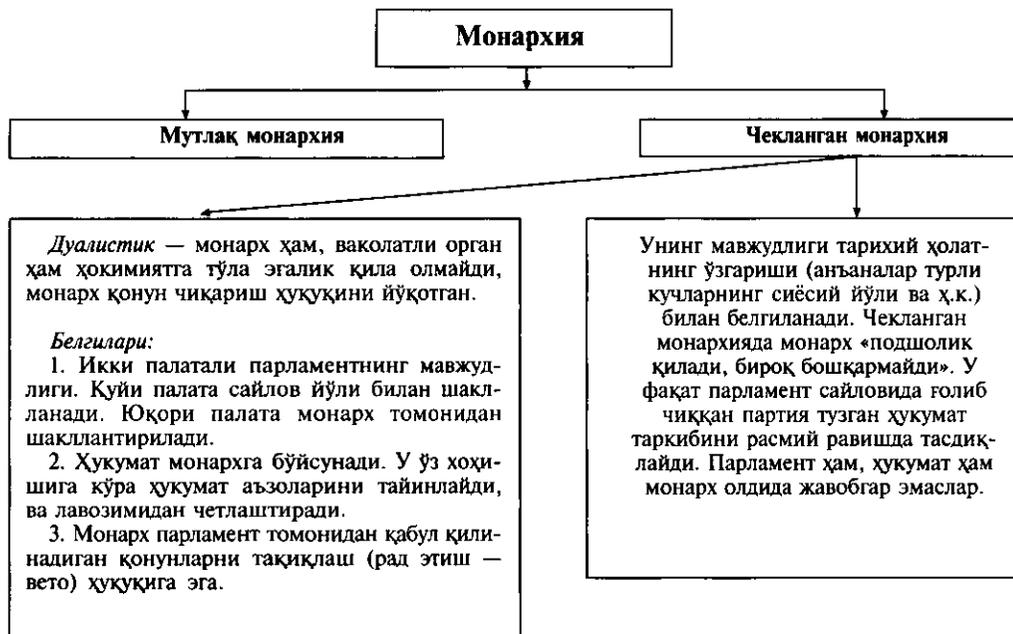 Монархия
Мутлақ монархия
Чекланган монархия
Дуалистик — монарх ҳам, ваколатли орган
ҳам ҳокимиятга тўла эгалик қила олмайди,
монарх қонун чиқариш ҳуқуқини йўқотган.
Белгилари:
1. Икки палатали парламентнинг мавжуд-
лиги. Қуйи палата сайлов йўли билан шакл-
ланади. Юқори палата монарх томонидан
шакллантирилади.
2. Ҳукумат монархга бўйсунади. У ўз хоҳи-
шига кўра ҳукумат аъзоларини тайинлайди,
ва лавозимидан четлаштиради.
3. Монарх парламент томонидан қабул қили-
надиган қонунларни тақиқлаш (рад этиш —
вето) ҳуқуқига эга.
Унинг мавжудлиги тарихий ҳолат-
нинг ўзгариши (анъаналар турли
кучларнинг сиёсий йўли ва ҳ.к.)
билан белгиланади. Чекланган
монархияда монарх «подшолик
қилади, бироқ бошқармайди». У
фақат парламент сайловида ғолиб
чиққан партия тузган ҳукумат
таркибини расмий равишда тасдиқ-
лайди. Парламент ҳам, ҳукумат ҳам
монарх олдида жавобгар эмаслар.